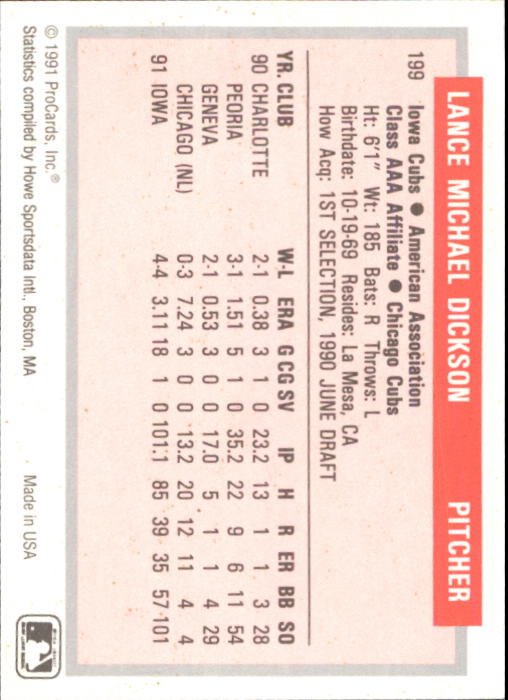 LANCE MICHAEL DICKSON PITCHER
199 Iowa Cubs ● American Association
Class AAA Affiliate ● Chicago Cubs
Ht: 6'1" Wt: 185 Bats: R Throws: L
Birthdate: 10-19-69 Resides: La Mesa, CA
How Acq: 1ST SELECTION, 1990 JUNE DRAFT
YR. CLUB W-L ERA G CG SV IP H R ER BB SO
90 CHARLOTTE 2-1 0.38 3 1 0 23.2 13 1 1 3 28
PEORIA 3-1 1.51 5 1 0 35.2 22 9 6 11 54
GENEVA 2-1 0.53 3 0 0 17.0 5 1 1 4 29
CHICAGO (NL) 0-3 7.24 3 0 0 13.2 20 12 11 4 4
91 IOWA 4-4 3.11 18 1 0 101.1 85 39 35 57 101
© 1991 ProCards, Inc.®
Statistics compiled by Howe Sportsdata Intl., Boston, MA Made in USA